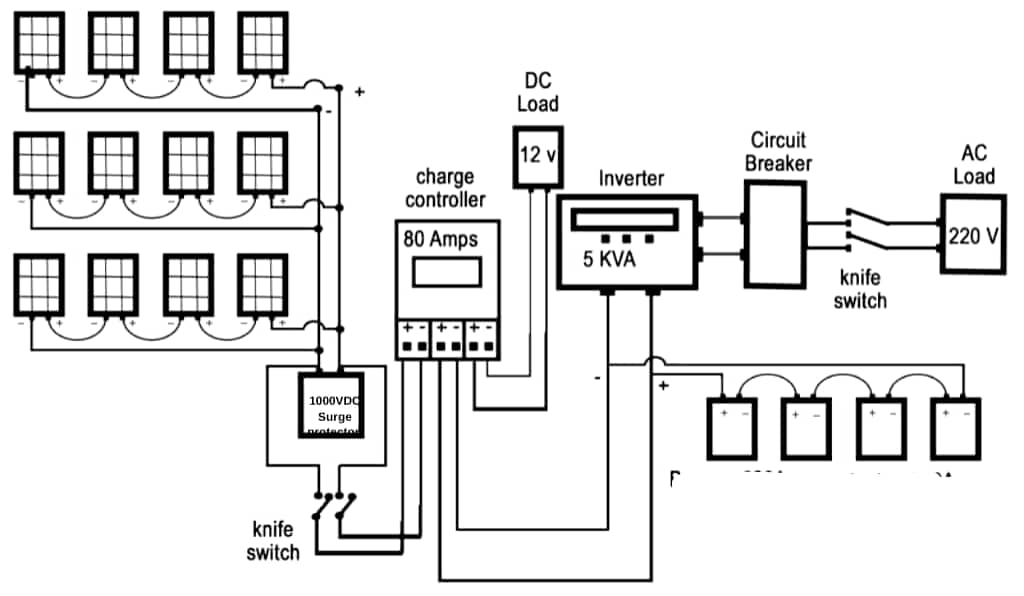 DC
Load
12 v
Inverter
5 KVA
Circuit
Breaker
AC
Load
220 V
knife
switch
charge
controller
80 Amps
+ - + - + -
+
-
- + - + - + - +
- + - + - + - +
- + - + - + - +
1000VDC
Surge
protector
knife
switch
-
+
+ - + - + - + -